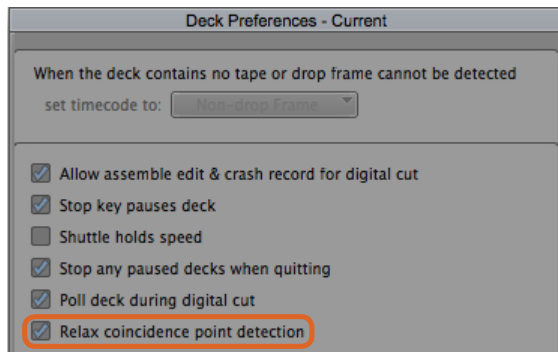 Deck Preferences - Current
When the deck contains no tape or drop frame cannot be detected
set timecode to: Non-drop Frame
Allow assemble edit & crash record for digital cut
Stop key pauses deck
Shuttle holds speed
Stop any paused decks when quitting
Poll deck during digital cut
Relax coincidence point detection